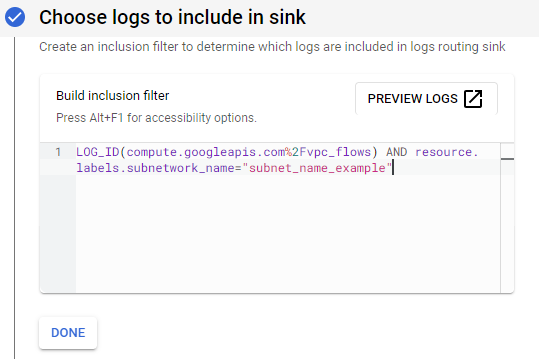 Choose logs to include in sink
Create an inclusion filter to determine which logs are included in logs routing sink
Build inclusion filter
PREVIEW LOGS
Press Alt+F1 for accessibility options.
1 LOG_ID(compute.googleapis.com%2Fvpc_flows) AND resource.
labels.subnetwork_name="subnet_name_example"
DONE